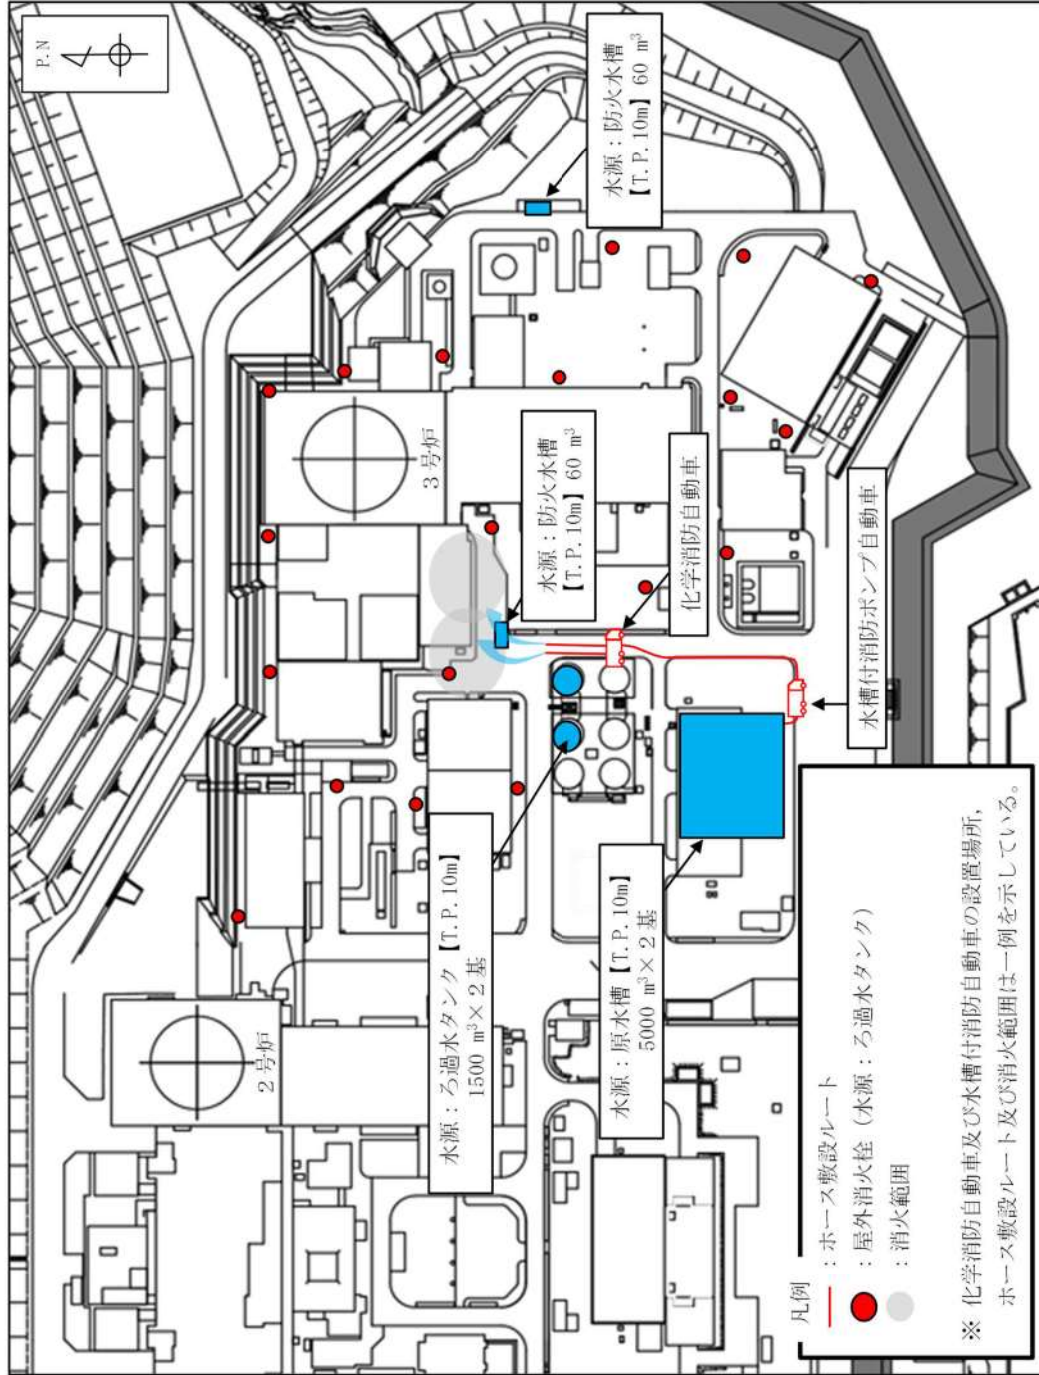 P.N
水源：防火水槽
【T.P.10m】60 m³
3号炉
水源：防火水槽
【T.P.10m】60 m³
化学消防自動車
水槽付消防ポンプ自動車
2号炉
水源：ろ過水タンク【T.P.10m】
1500 m³×2基
水源：原水槽【T.P.10m】
5000 m³×2基
凡例
：ホース敷設ルート
：屋外消火栓（水源：ろ過水タンク）
：消火範囲
※ 化学消防自動車及び水槽付消防自動車の設置場所，
ホース敷設ルート及び消火範囲は一例を示している。